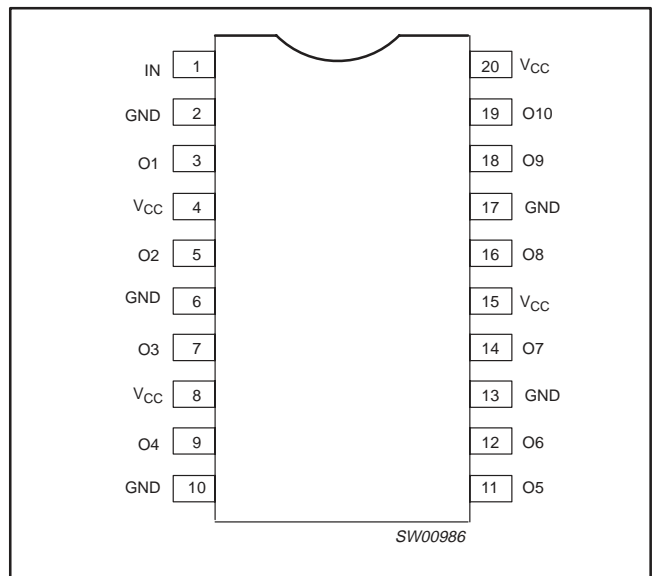 IN 1 20 VCC
GND 2 19 O10
O1 3 18 O9
VCC 4 17 GND
O2 5 16 O8
GND 6 15 VCC
O3 7 14 O7
VCC 8 13 GND
O4 9 12 O6
GND 10 11 O5
SW00986